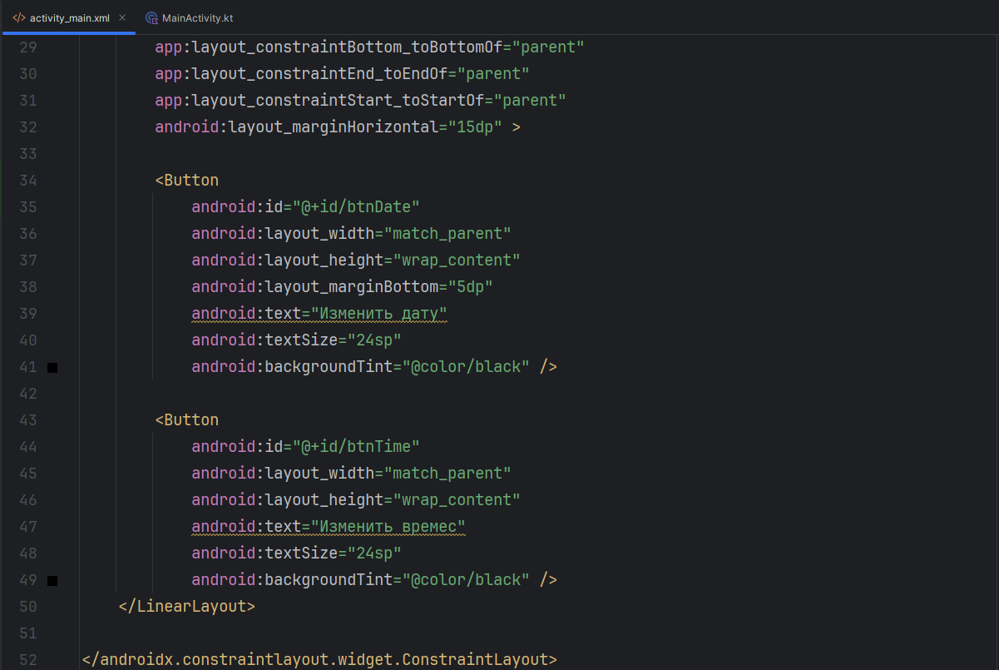 activity_main.xml MainActivity.kt
29 app:layout_constraintBottom_toBottomOf="parent"
30 app:layout_constraintEnd_toEndOf="parent"
31 app:layout_constraintStart_toStartOf="parent"
32 android:layout_marginHorizontal="15dp" >
33
34 <Button
35 android:id="@+id/btnDate"
36 android:layout_width="match_parent"
37 android:layout_height="wrap_content"
38 android:layout_marginBottom="5dp"
39 android:text="Изменить дату"
40 android:textSize="24sp"
41 android:backgroundTint="@color/black" />
42
43 <Button
44 android:id="@+id/btnTime"
45 android:layout_width="match_parent"
46 android:layout_height="wrap_content"
47 android:text="Изменить времес"
48 android:textSize="24sp"
49 android:backgroundTint="@color/black" />
50 </LinearLayout>
51
52 </androidx.constraintlayout.widget.ConstraintLayout>